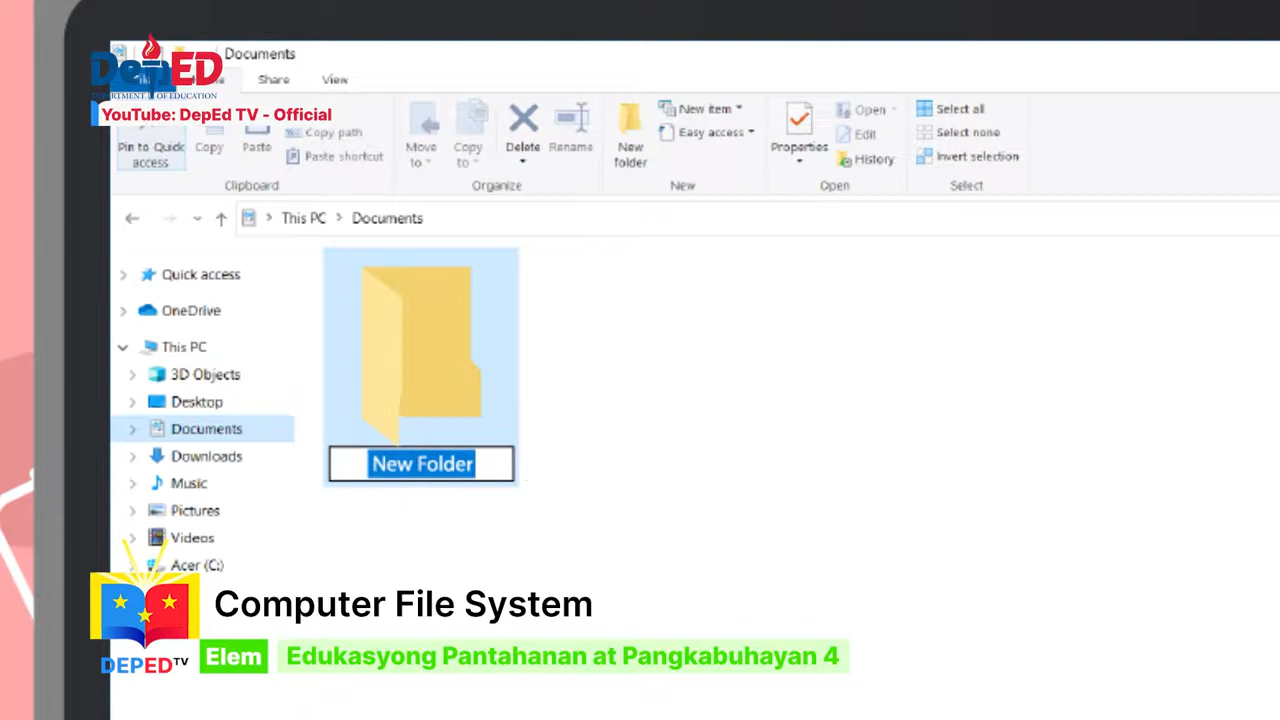 Documents
DepED
DEPARTMENT OF EDUCATION
Share View
YouTube: DepEd TV - Official
Pin to Quick access
Copy
Paste
Copy path
Paste shortcut
Move to
Copy to
Delete
Rename
New folder
New item
Easy access
Properties
Open
Edit
History
Select all
Select none
Invert selection
Clipboard Organize New Open Select
This PC Documents
Quick access
OneDrive
This PC
3D Objects
Desktop
Documents
Downloads
Music
Pictures
Videos
Acer (C:)
New Folder
Computer File System
DEPED TV
Elem Edukasyong Pantahanan at Pangkabuhayan 4